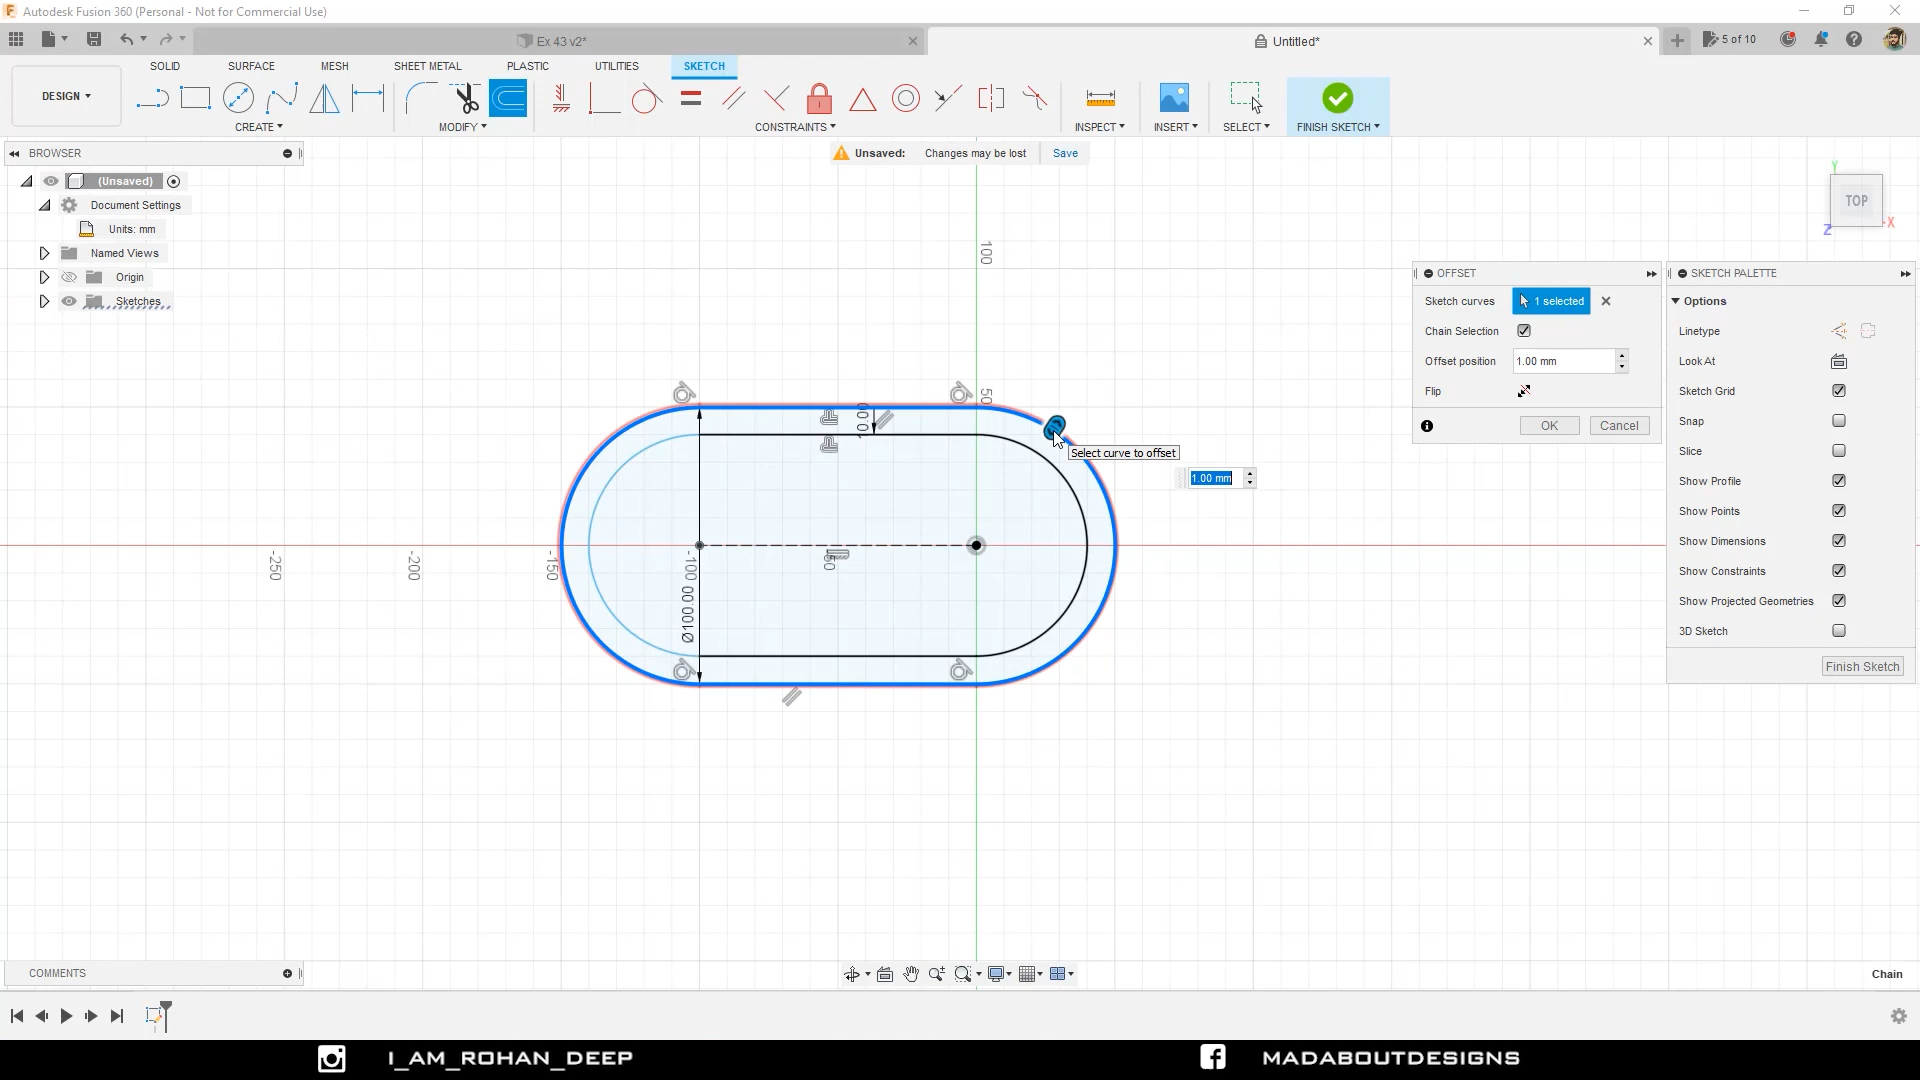 Autodesk Fusion 360 (Personal - Not for Commercial Use)
Ex 43 v2*
Untitled*
5 of 10
DESIGN
SOLID
SURFACE
MESH
SHEET METAL
PLASTIC
UTILITIES
SKETCH
CREATE
MODIFY
CONSTRAINTS
INSPECT
INSERT
SELECT
FINISH SKETCH
BROWSER
Unsaved: Changes may be lost Save
(Unsaved)
Document Settings
Units: mm
Named Views
Origin
Sketches
TOP
Y
X
Z
OFFSET
Sketch curves 1 selected
Chain Selection
Offset position 1.00 mm
Flip
OK Cancel
SKETCH PALETTE
Options
Linetype
Look At
Sketch Grid
Snap
Slice
Show Profile
Show Points
Show Dimensions
Show Constraints
Show Projected Geometries
3D Sketch
Finish Sketch
100
50
Select curve to offset
1.00 mm
-250
-200
-150
-100
Ø100.00
COMMENTS
Chain
I_AM_ROHAN_DEEP
MADABOUTDESIGNS